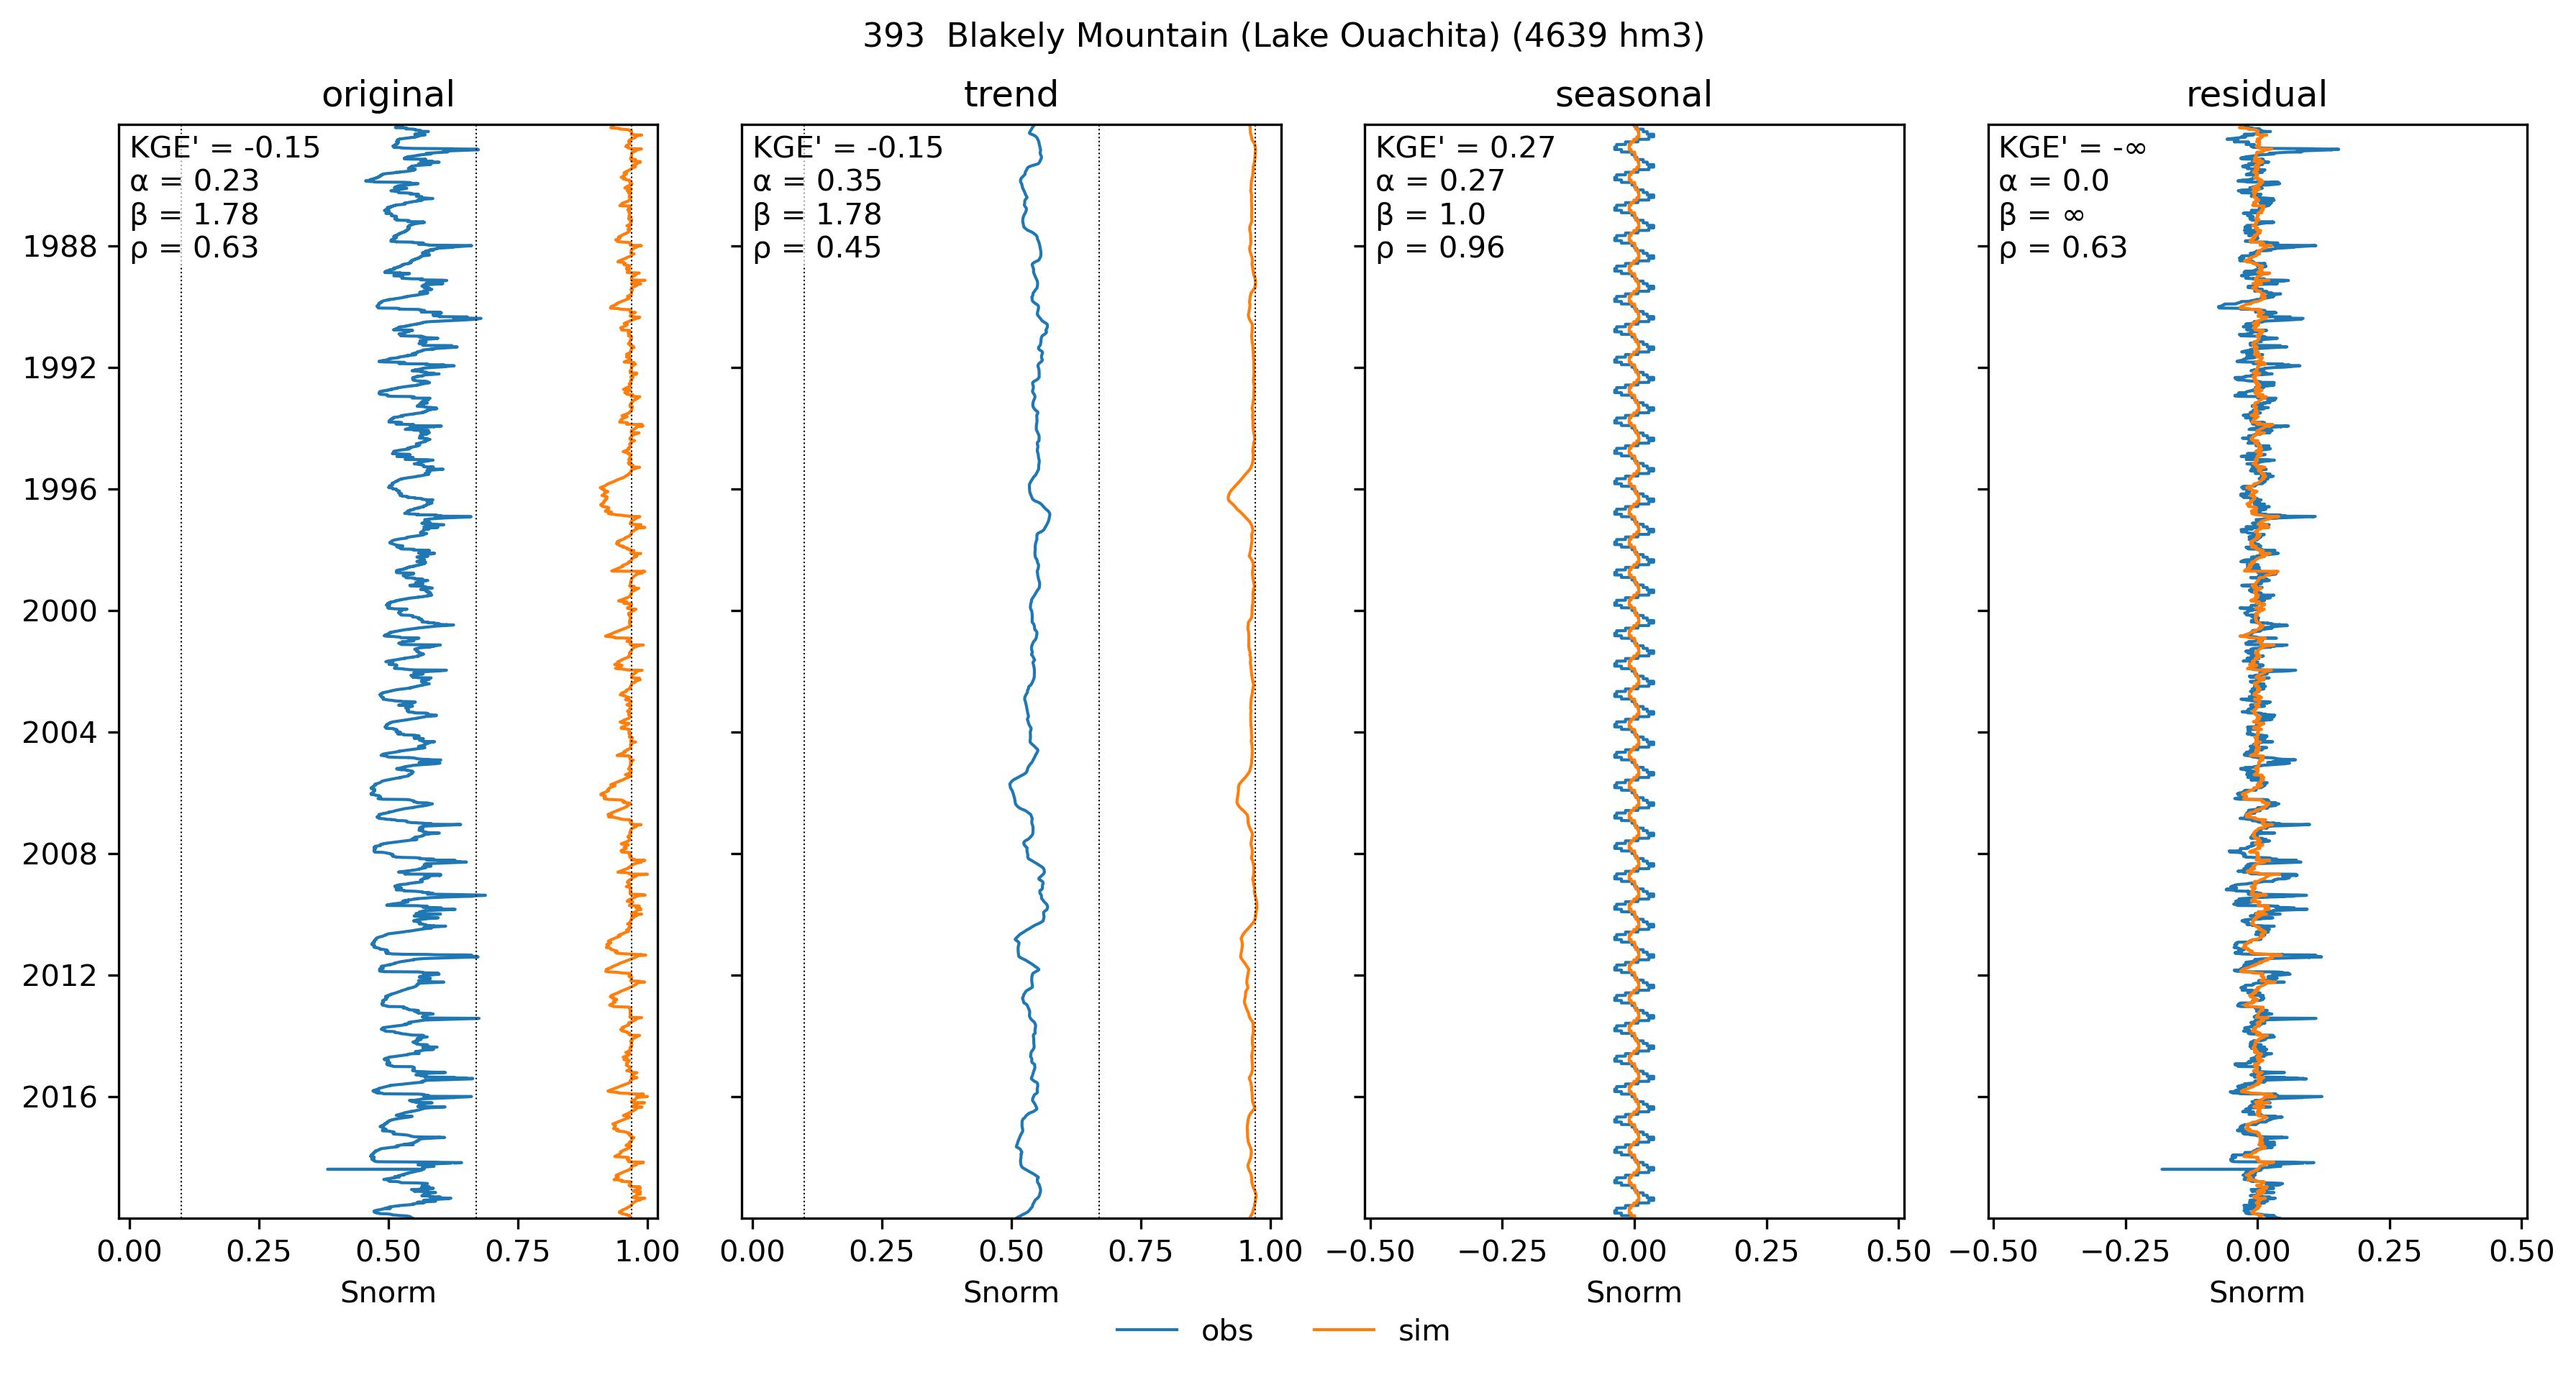 393  Blakely Mountain (Lake Ouachita) (4639 hm3)
original
KGE' = -0.15
α = 0.23
β = 1.78
ρ = 0.63
1988
1992
1996
2000
2004
2008
2012
2016
0.00 0.25 0.50 0.75 1.00
Snorm
trend
KGE' = -0.15
α = 0.35
β = 1.78
ρ = 0.45
0.00 0.25 0.50 0.75 1.00
Snorm
seasonal
KGE' = 0.27
α = 0.27
β = 1.0
ρ = 0.96
−0.50 −0.25 0.00 0.25 0.50
Snorm
residual
KGE' = -∞
α = 0.0
β = ∞
ρ = 0.63
−0.50 −0.25 0.00 0.25 0.50
Snorm
obs sim